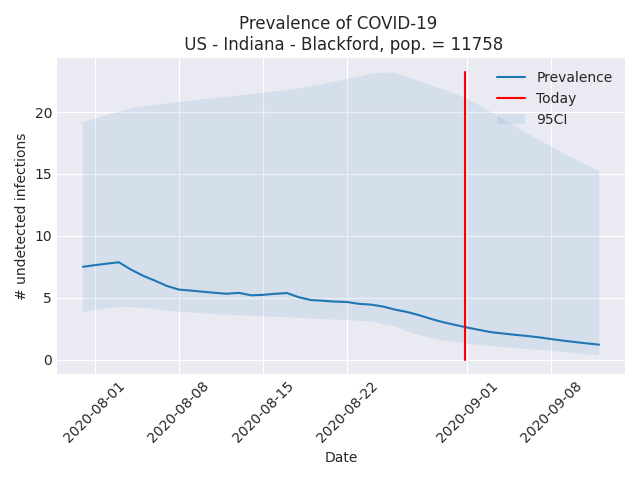 Prevalence of COVID-19
US - Indiana - Blackford, pop. = 11758
Prevalence
Today
95CI
# undetected infections
20
15
10
5
0
2020-08-01
2020-08-08
2020-08-15
2020-08-22
2020-09-01
2020-09-08
Date